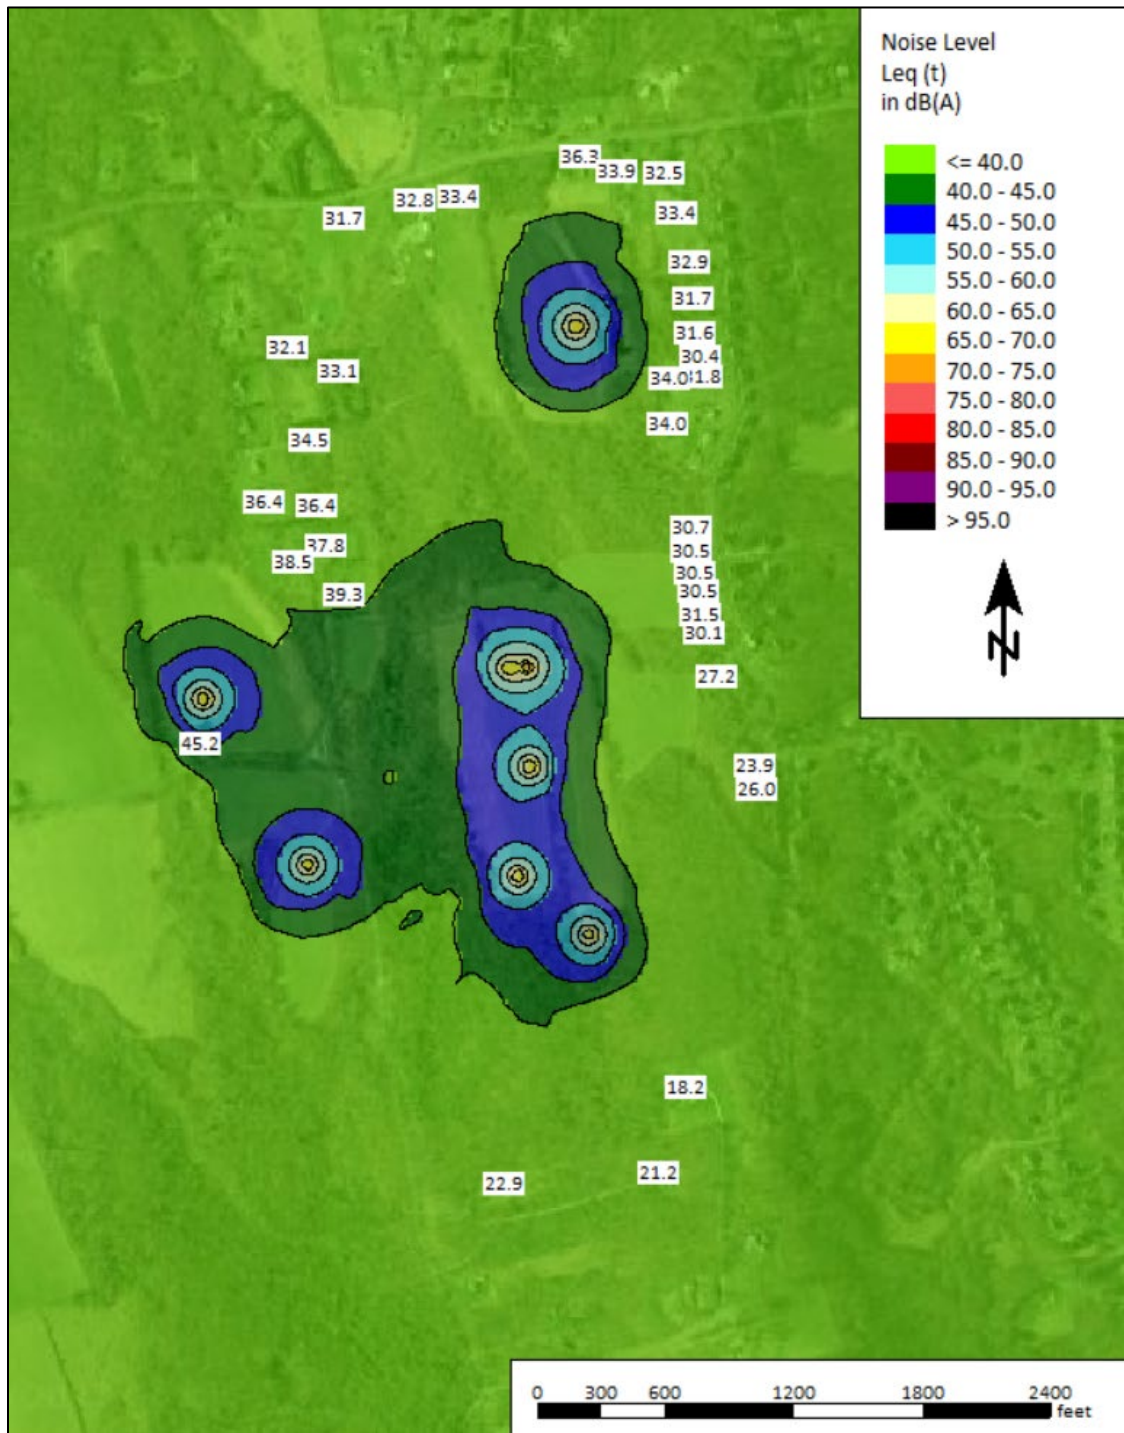 Noise Level
Leq (t)
in dB(A)
<= 40.0
40.0 - 45.0
45.0 - 50.0
50.0 - 55.0
55.0 - 60.0
60.0 - 65.0
65.0 - 70.0
70.0 - 75.0
75.0 - 80.0
80.0 - 85.0
85.0 - 90.0
90.0 - 95.0
> 95.0
N
36.3
33.9
32.5
32.8
33.4
31.7
33.4
32.9
31.7
31.6
32.1
30.4
33.1
34.0
31.8
34.0
34.5
36.4
36.4
30.7
37.8
30.5
38.5
30.5
39.3
30.5
31.5
30.1
27.2
45.2
23.9
26.0
18.2
21.2
22.9
0 300 600 1200 1800 2400
feet